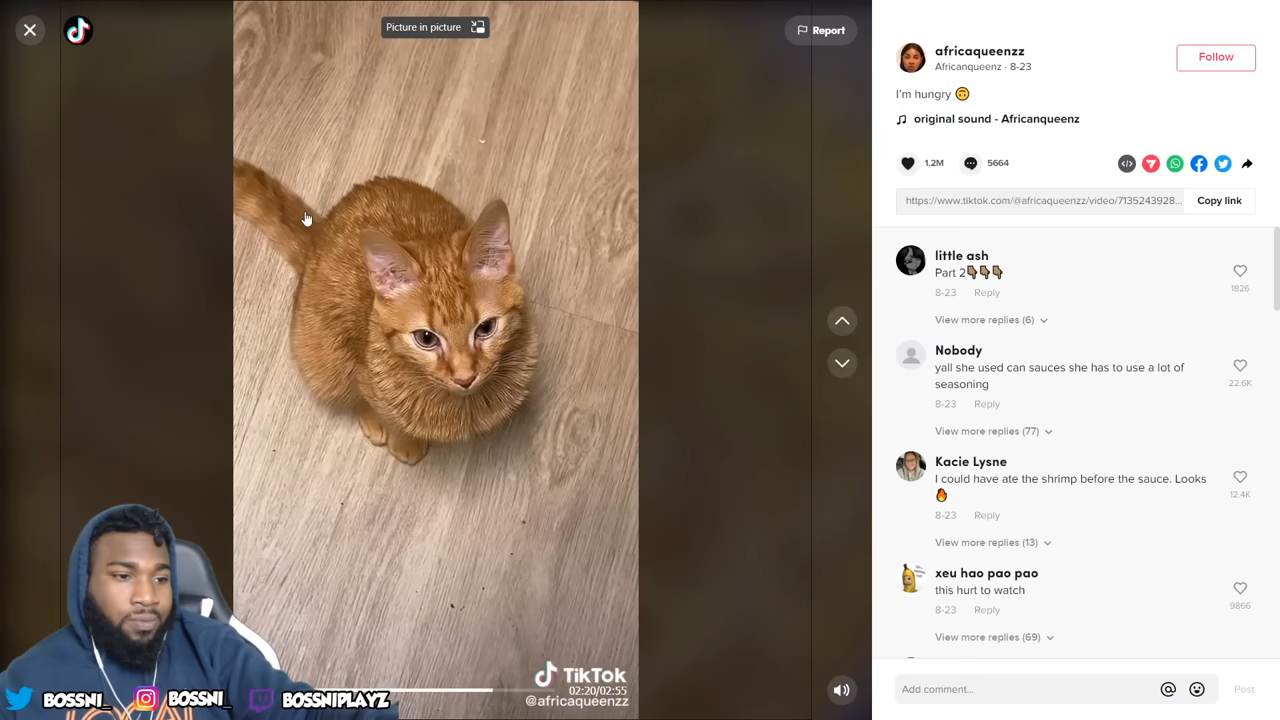 Picture in picture
Report
africaqueenzz
Africanqueenz · 8-23
Follow
I'm hungry 🙃
original sound - Africanqueenz
1.2M
5664
https://www.tiktok.com/@africaqueenzz/video/7135243928...
Copy link
little ash
Part 2👇🏾👇🏾👇🏾
8-23 Reply
1826
View more replies (6)
Nobody
yall she used can sauces she has to use a lot of
seasoning
22.6K
8-23 Reply
View more replies (77)
Kacie Lysne
I could have ate the shrimp before the sauce. Looks
🔥
12.4K
8-23 Reply
View more replies (13)
xeu hao pao pao
this hurt to watch
9866
8-23 Reply
View more replies (69)
Add comment...
Post
TikTok
02:20/02:55
@africaqueenzz
BOSSNI_
BOSSNI_
BOSSNIPLAYZ